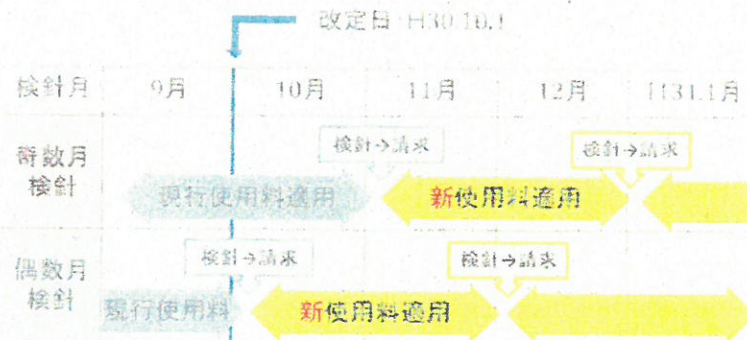 改定日 H30.10.1
検針月 9月 10月 11月 12月 H31.1月
検針→請求 検針→請求
奇数月
検針
現行使用料適用 新使用料適用
検針→請求 検針→請求
偶数月
検針
現行使用料 新使用料適用